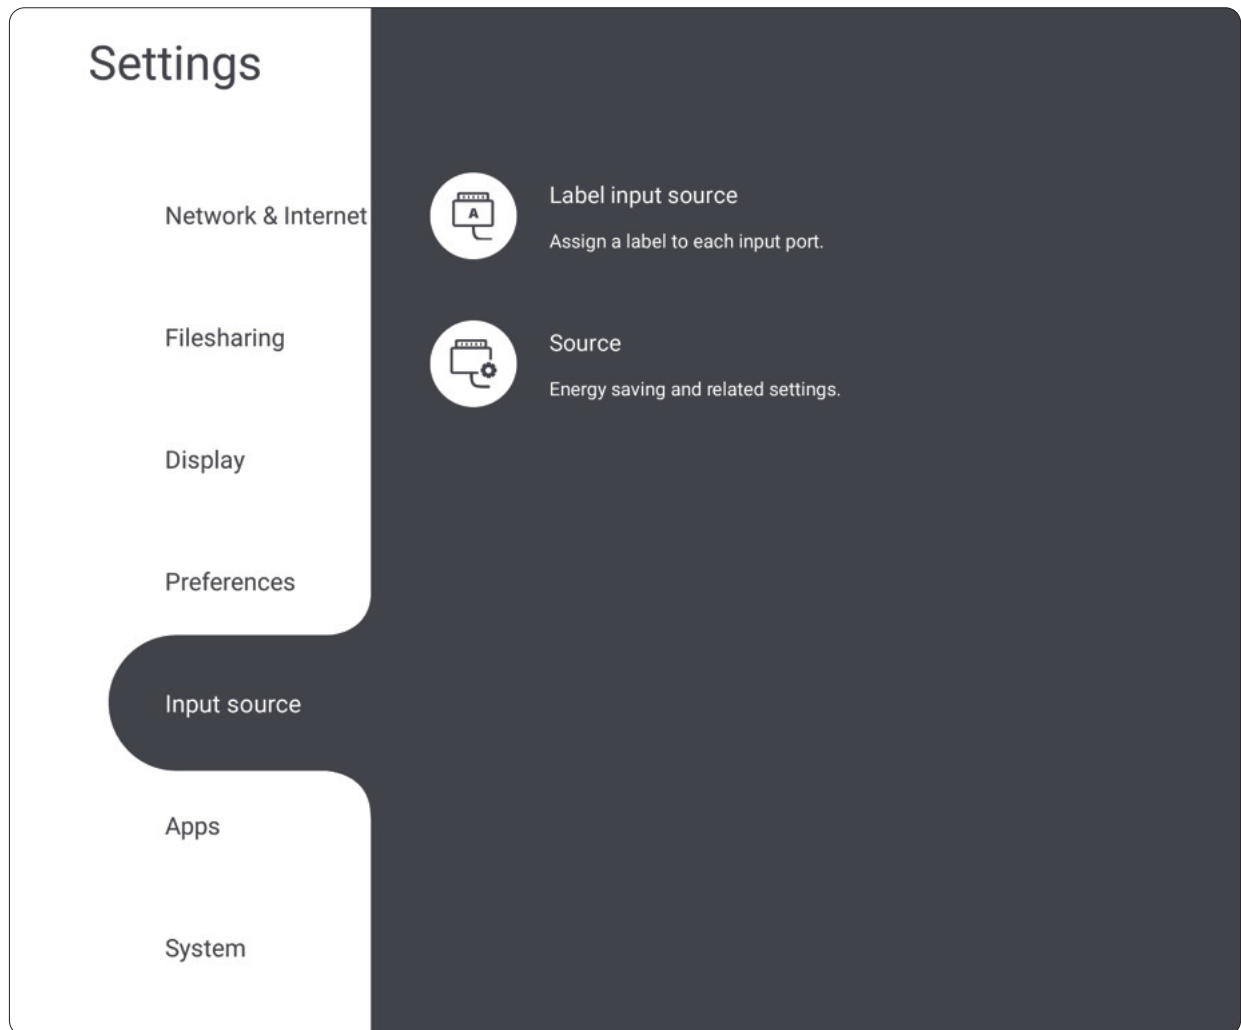 Settings
Network & Internet
Filesharing
Display
Preferences
Input source
Apps
System
A
Label input source
Assign a label to each input port.
Source
Energy saving and related settings.